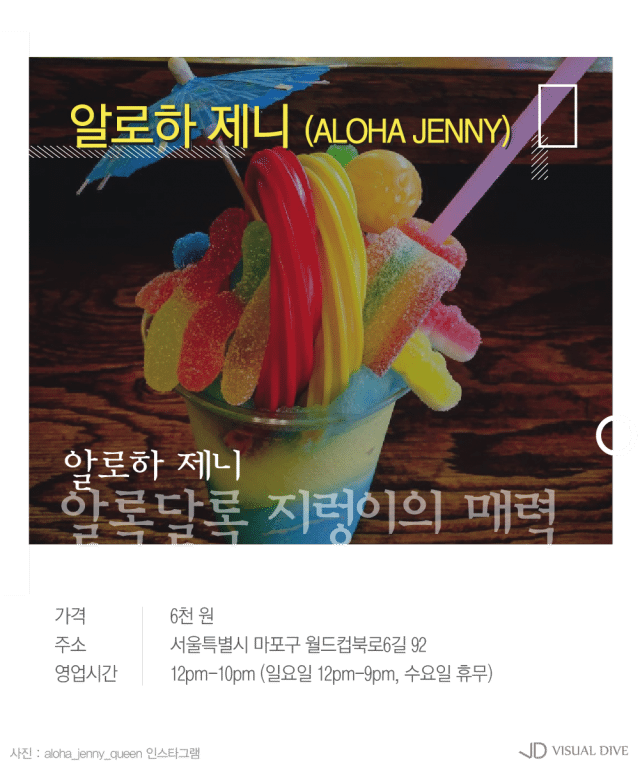 알로하 제니 (ALOHA JENNY)
알로하 제니
알록달록 지렁이의 매력
가격 6천 원
주소 서울특별시 마포구 월드컵북로6길 92
영업시간 12pm-10pm (일요일 12pm-9pm, 수요일 휴무)
사진 : aloha_jenny_queen 인스타그램
JD VISUAL DIVE